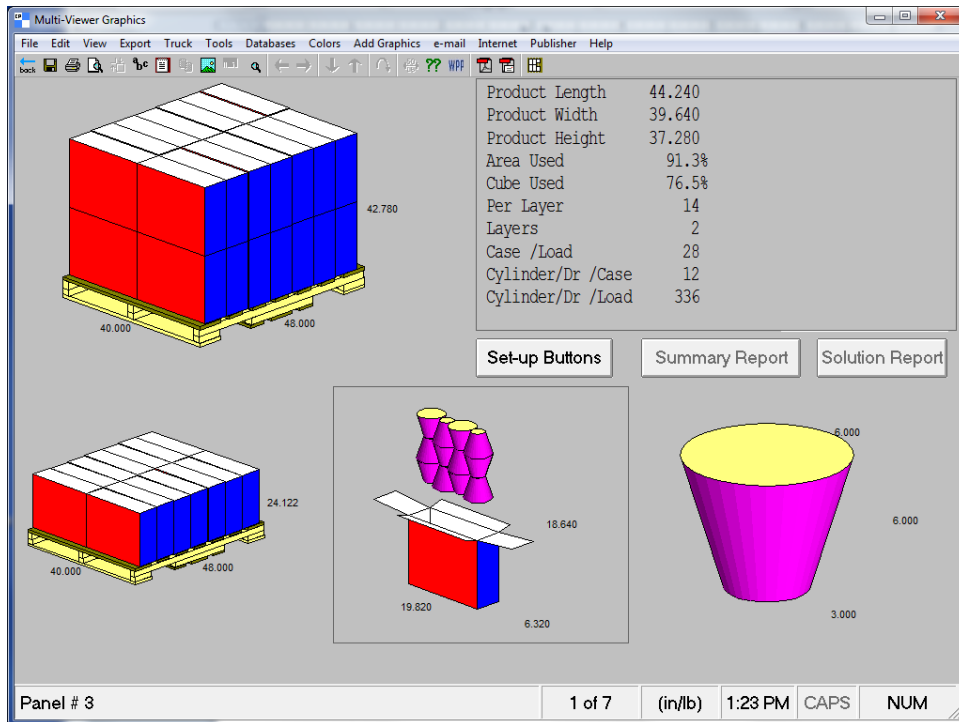 Multi-Viewer Graphics
File Edit View Export Truck Tools Databases Colors Add Graphics e-mail Internet Publisher Help
back abc ?? WPF
Product Length 44.240
Product Width 39.640
Product Height 37.280
Area Used 91.3%
Cube Used 76.5%
Per Layer 14
Layers 2
Case /Load 28
Cylinder/Dr /Case 12
Cylinder/Dr /Load 336
42.780
40.000
48.000
Set-up Buttons Summary Report Solution Report
24.122
40.000
48.000
18.640
19.820
6.320
6.000
6.000
3.000
Panel # 3 1 of 7 (in/lb) 1:23 PM CAPS NUM